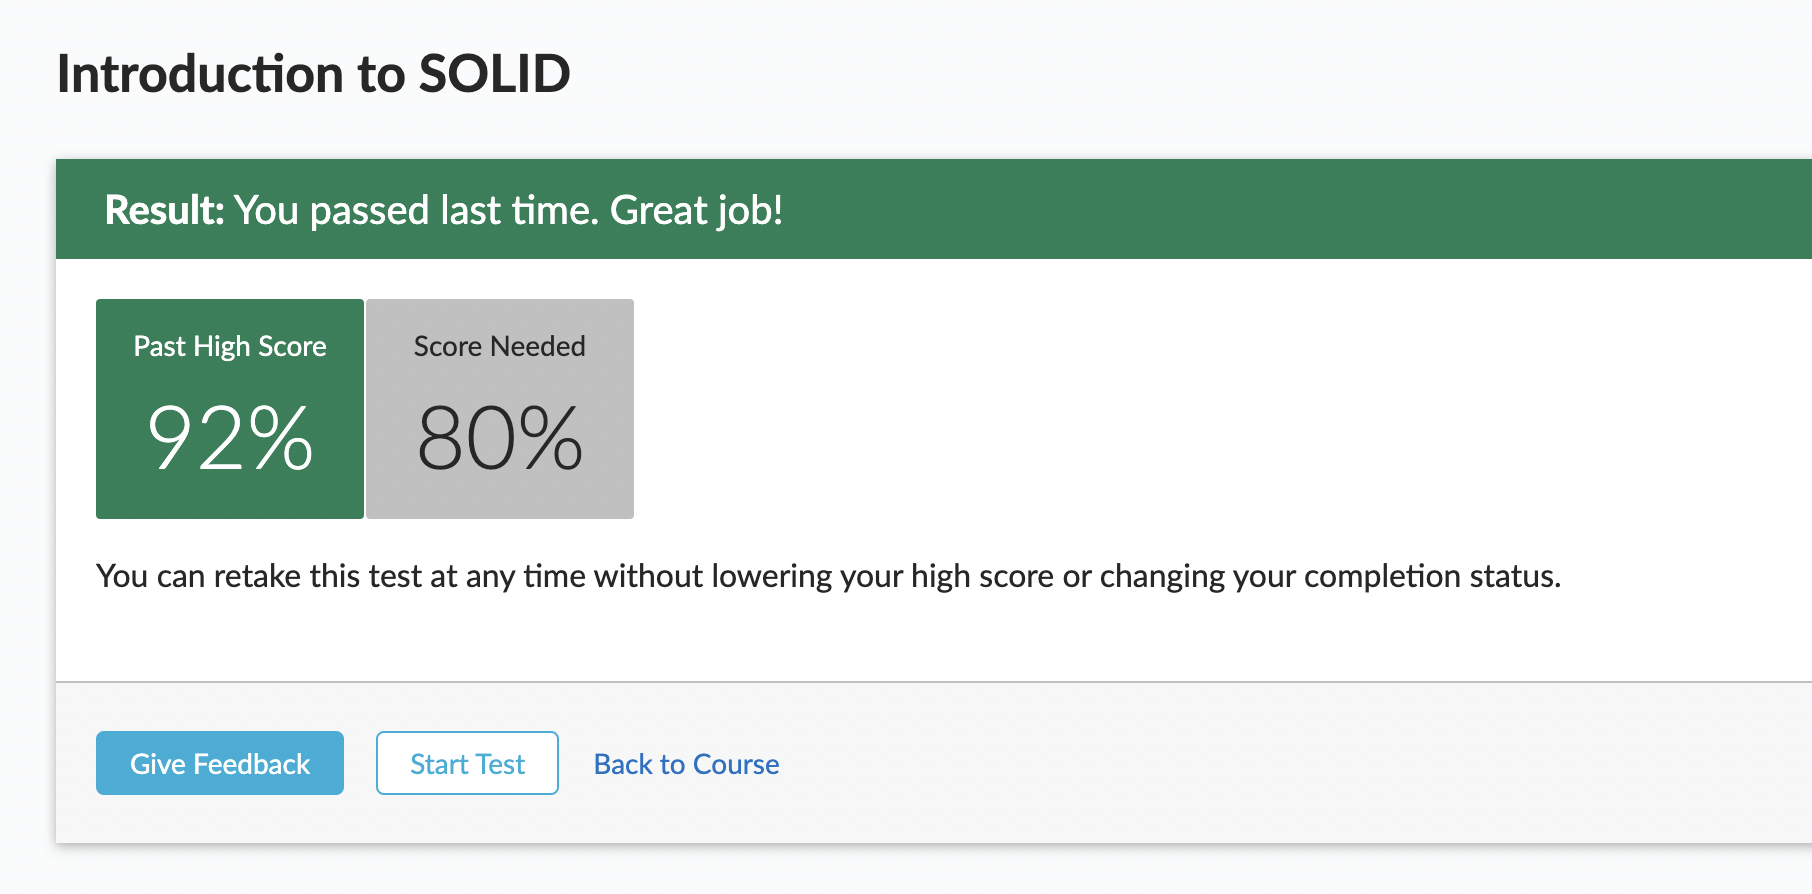 Introduction to SOLID
Result: You passed last time. Great job!
Past High Score
92%
Score Needed
80%
You can retake this test at any time without lowering your high score or changing your completion status.
Give Feedback
Start Test
Back to Course